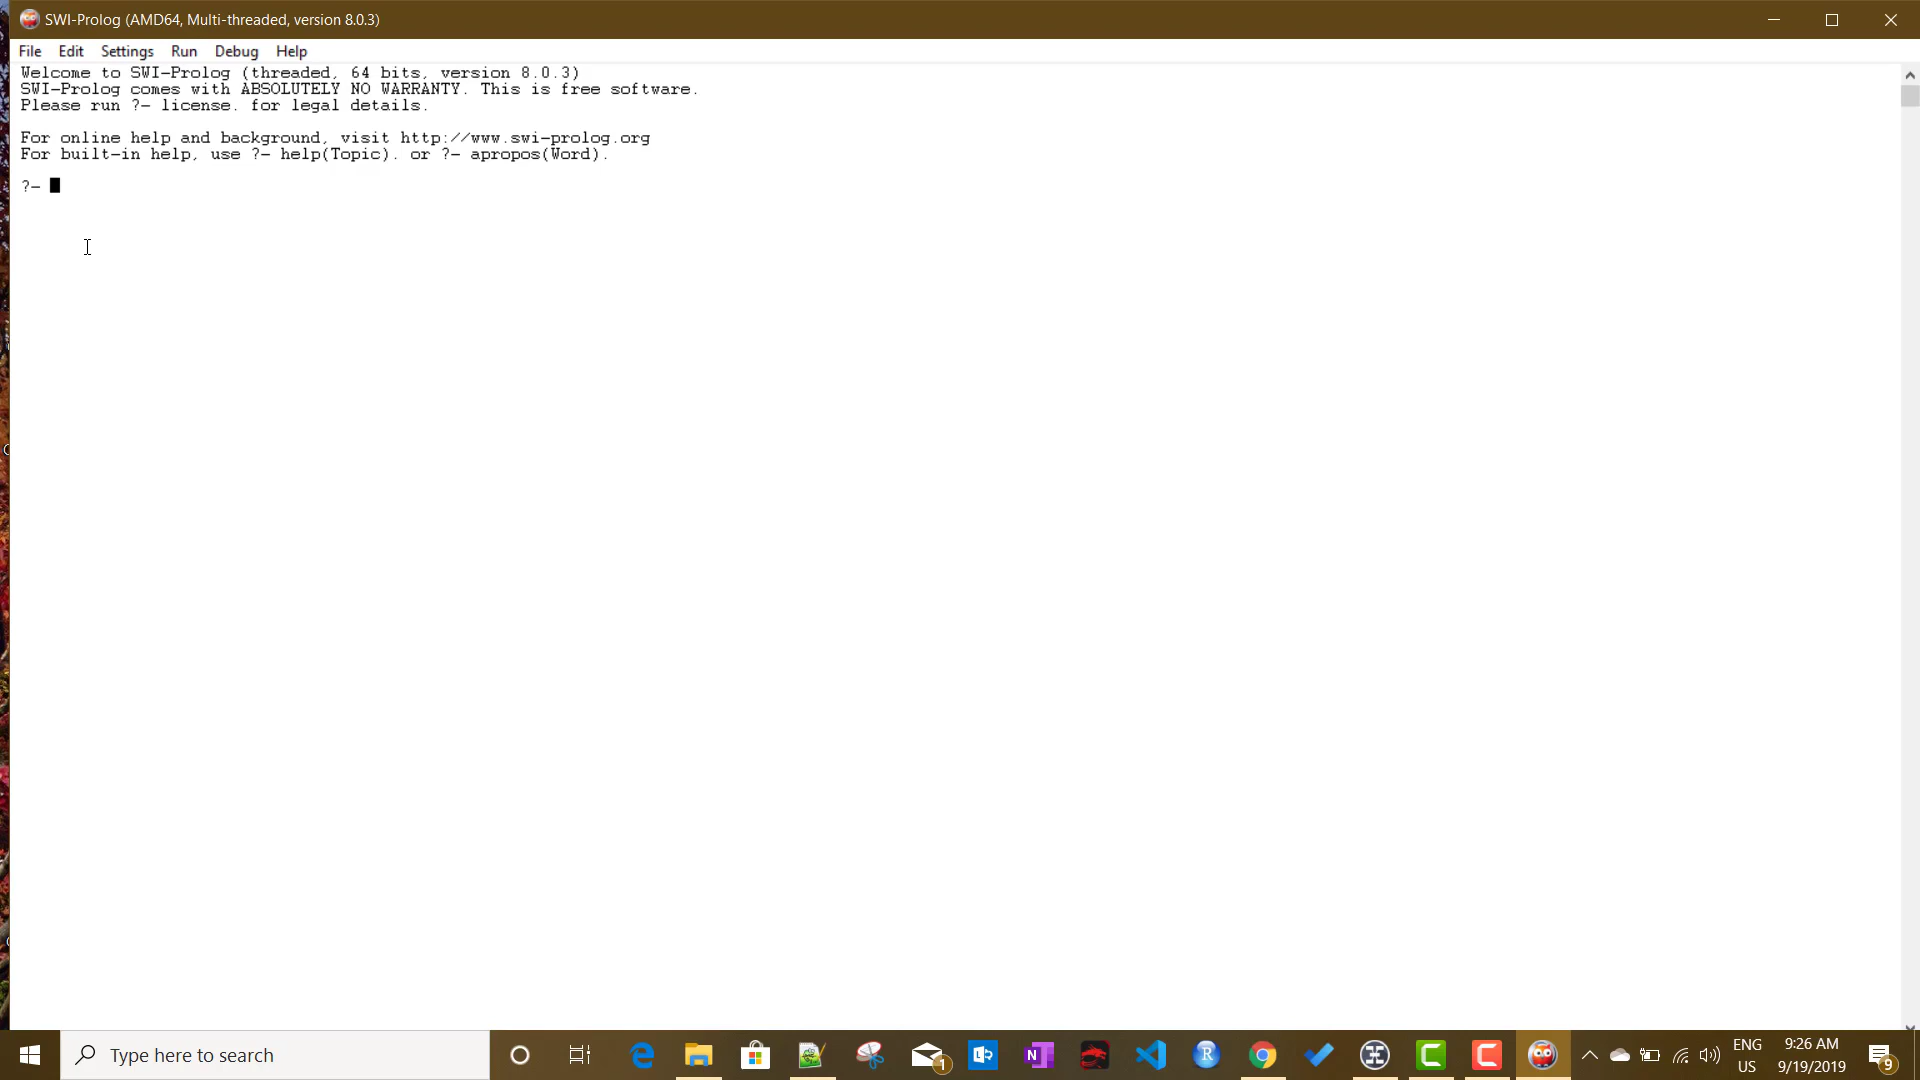 SWI-Prolog (AMD64, Multi-threaded, version 8.0.3)
File Edit Settings Run Debug Help
Welcome to SWI-Prolog (threaded, 64 bits, version 8.0.3)
SWI-Prolog comes with ABSOLUTELY NO WARRANTY. This is free software.
Please run ?- license. for legal details.
For online help and background, visit http://www.swi-prolog.org
For built-in help, use ?- help(Topic). or ?- apropos(Word).
?-
Type here to search
1
N
R
ENG
US
9:26 AM
9/19/2019
9